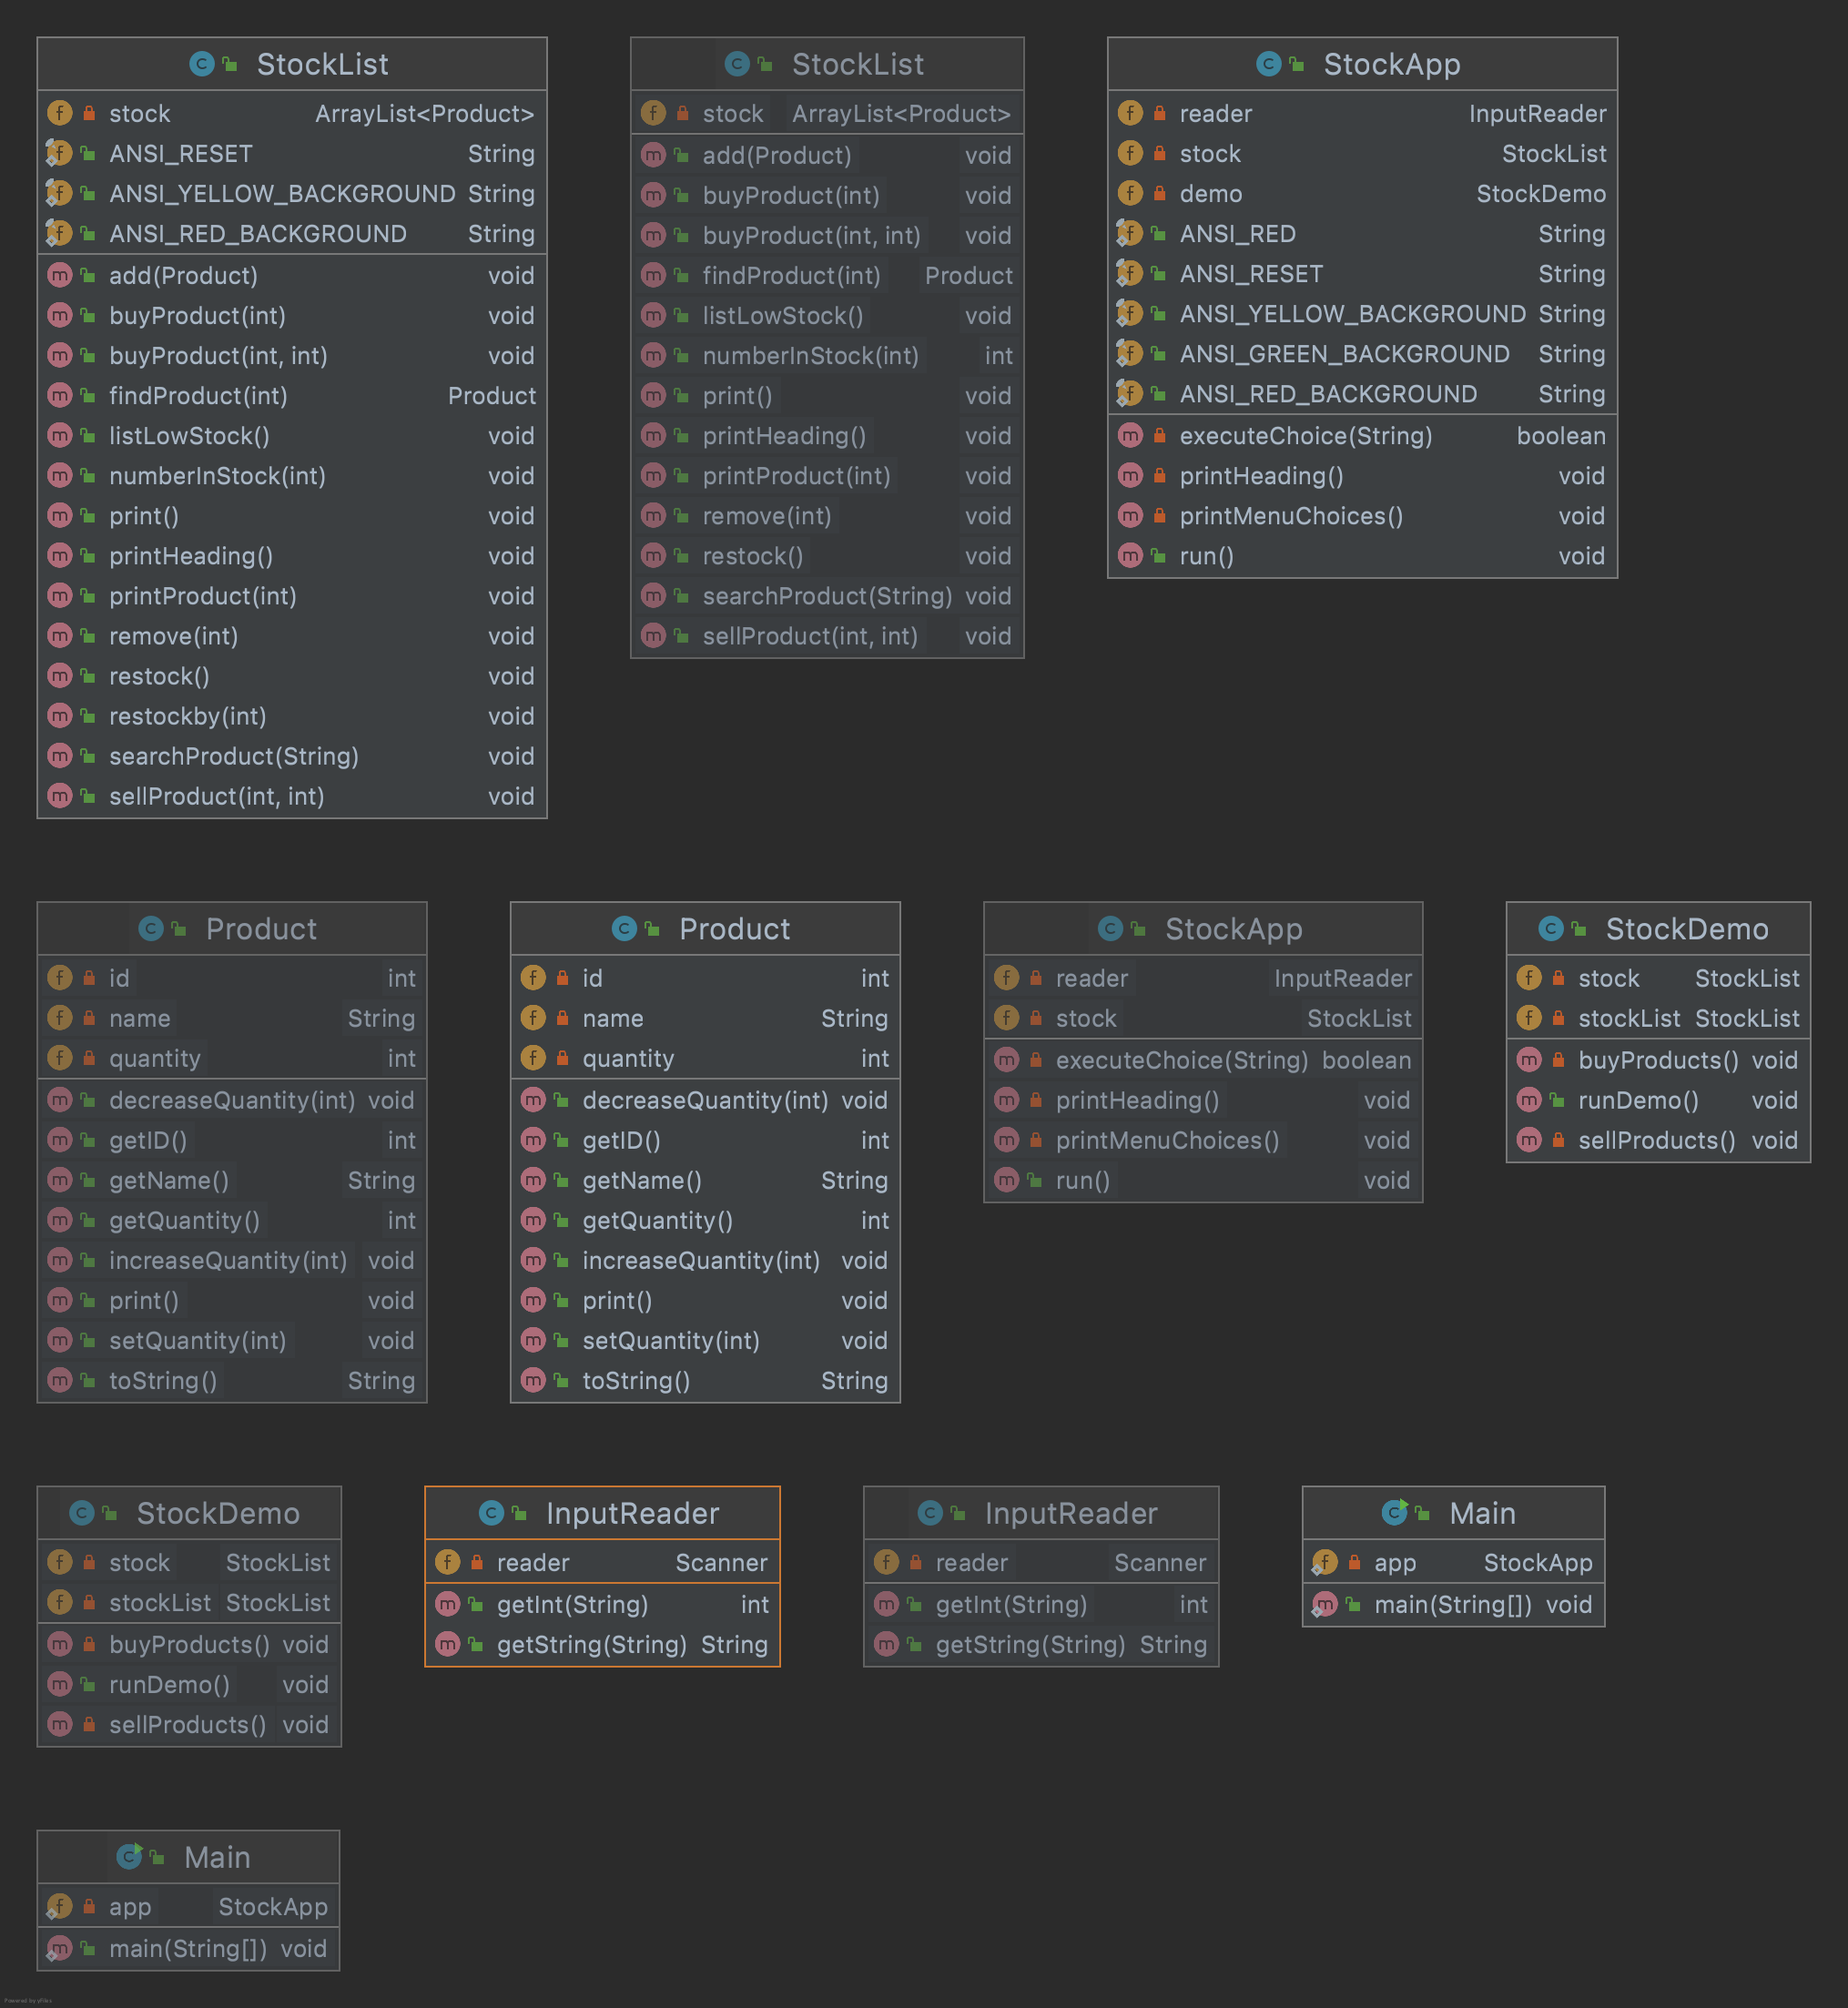 StockList
stock ArrayList<Product>
ANSI_RESET String
ANSI_YELLOW_BACKGROUND String
ANSI_RED_BACKGROUND String
add(Product) void
buyProduct(int) void
buyProduct(int, int) void
findProduct(int) Product
listLowStock() void
numberInStock(int) void
print() void
printHeading() void
printProduct(int) void
remove(int) void
restock() void
restockby(int) void
searchProduct(String) void
sellProduct(int, int) void
StockList
stock ArrayList<Product>
add(Product) void
buyProduct(int) void
buyProduct(int, int) void
findProduct(int) Product
listLowStock() void
numberInStock(int) int
print() void
printHeading() void
printProduct(int) void
remove(int) void
restock() void
searchProduct(String) void
sellProduct(int, int) void
StockApp
reader InputReader
stock StockList
demo StockDemo
ANSI_RED String
ANSI_RESET String
ANSI_YELLOW_BACKGROUND String
ANSI_GREEN_BACKGROUND String
ANSI_RED_BACKGROUND String
executeChoice(String) boolean
printHeading() void
printMenuChoices() void
run() void
Product
id int
name String
quantity int
decreaseQuantity(int) void
getID() int
getName() String
getQuantity() int
increaseQuantity(int) void
print() void
setQuantity(int) void
toString() String
Product
id int
name String
quantity int
decreaseQuantity(int) void
getID() int
getName() String
getQuantity() int
increaseQuantity(int) void
print() void
setQuantity(int) void
toString() String
StockApp
reader InputReader
stock StockList
executeChoice(String) boolean
printHeading() void
printMenuChoices() void
run() void
StockDemo
stock StockList
stockList StockList
buyProducts() void
runDemo() void
sellProducts() void
StockDemo
stock StockList
stockList StockList
buyProducts() void
runDemo() void
sellProducts() void
InputReader
reader Scanner
getInt(String) int
getString(String) String
InputReader
reader Scanner
getInt(String) int
getString(String) String
Main
app StockApp
main(String[]) void
Main
app StockApp
main(String[]) void
Powered by yFiles